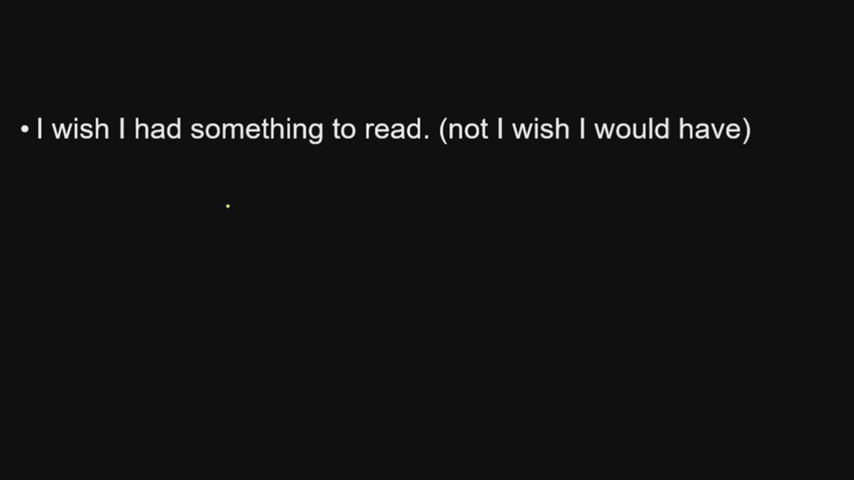 • I wish I had something to read. (not I wish I would have)